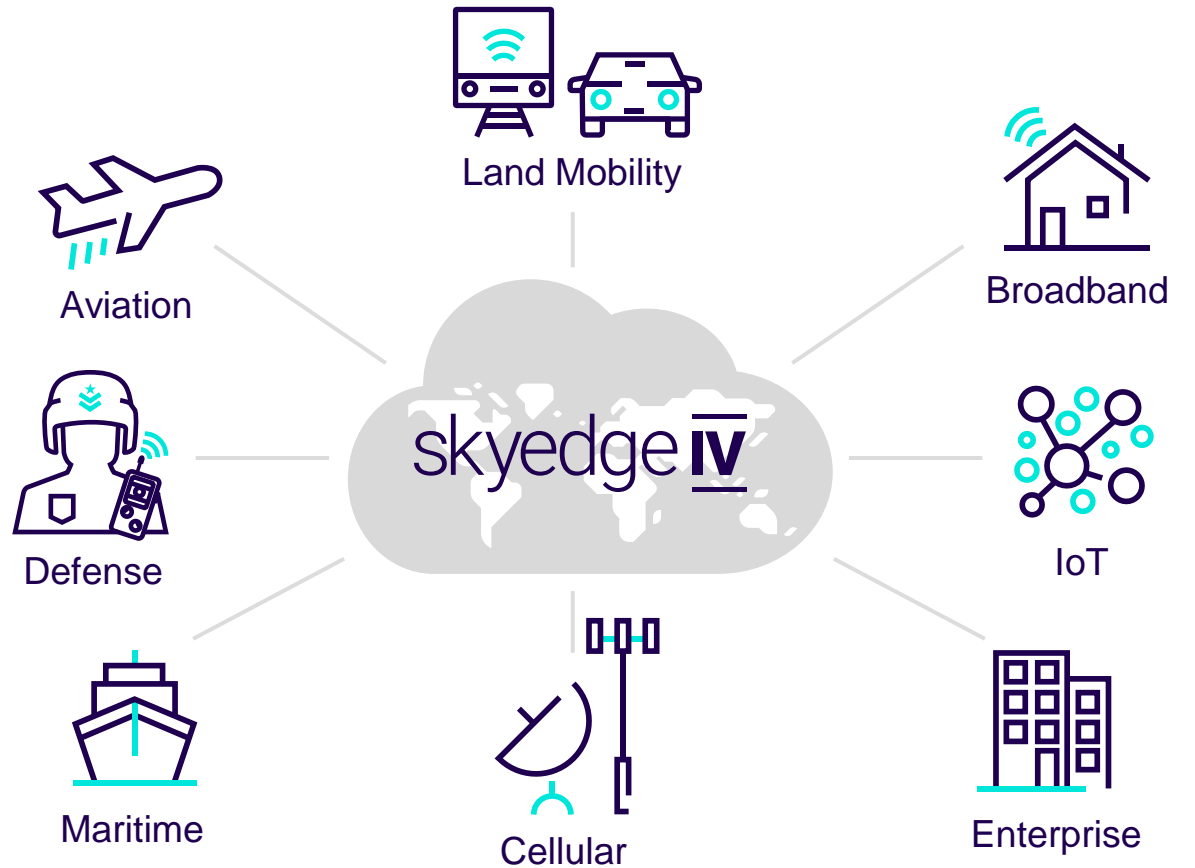 Land Mobility
Aviation
Broadband
skyedge IV
Defense
IoT
Maritime
Cellular
Enterprise